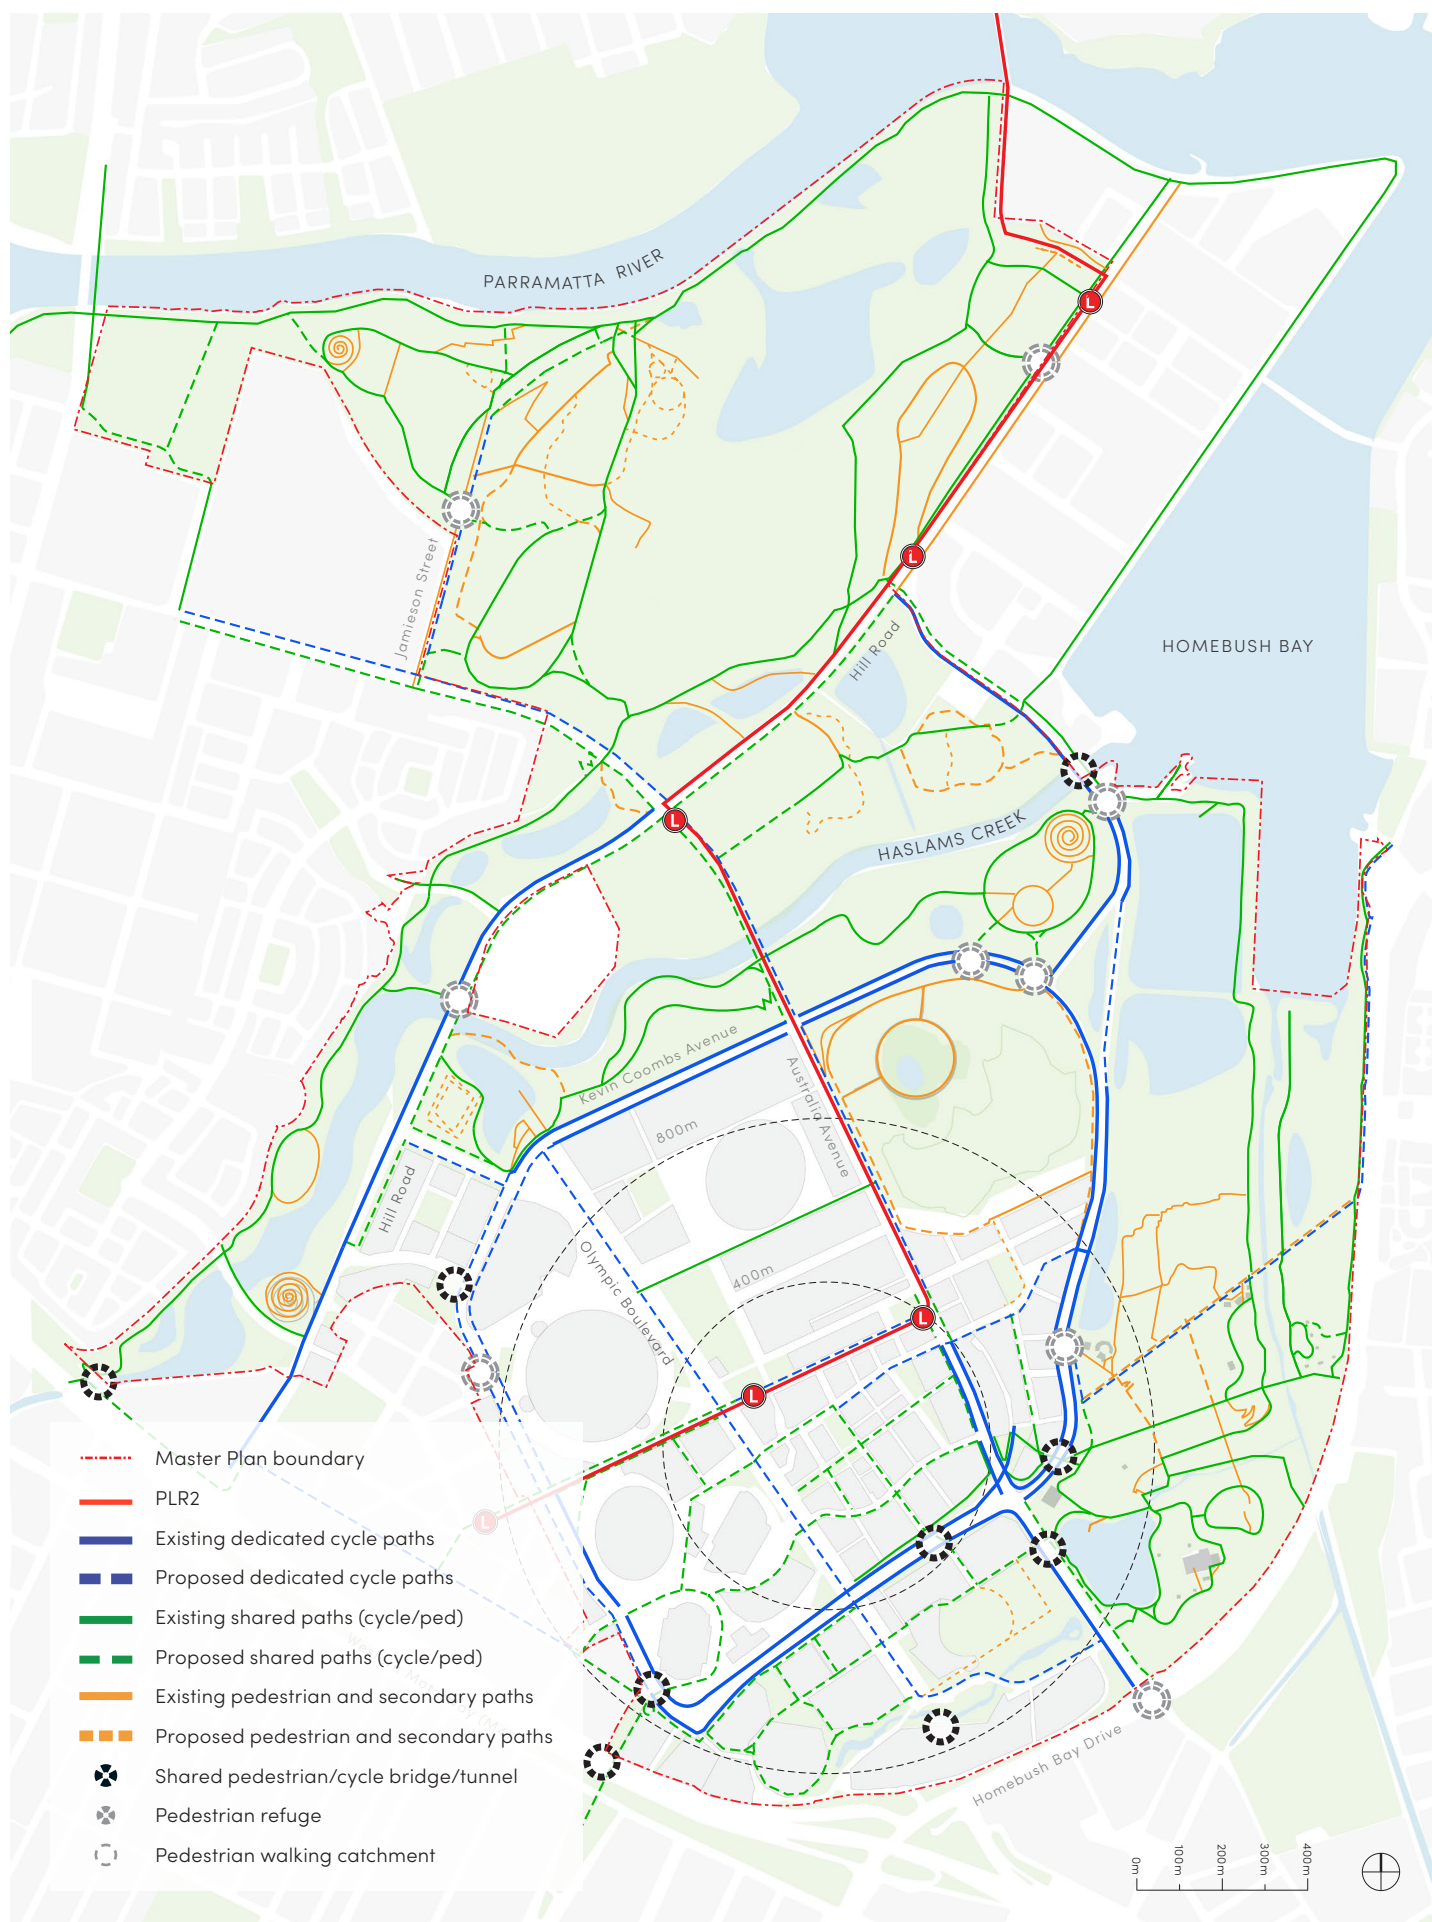 PARRAMATTA RIVER
L
L
Jamieson Street
Hill Road
HOMEBUSH BAY
L
HASLAMS CREEK
Kevin Coombs Avenue
Australia Avenue
800m
Hill Road
Olympic Boulevard
400m
L
L
L
Master Plan boundary
PLR2
Existing dedicated cycle paths
Proposed dedicated cycle paths
Existing shared paths (cycle/ped)
Proposed shared paths (cycle/ped)
Existing pedestrian and secondary paths
Proposed pedestrian and secondary paths
Shared pedestrian/cycle bridge/tunnel
Pedestrian refuge
Pedestrian walking catchment
Homebush Bay Drive
0m
100m
200m
300m
400m